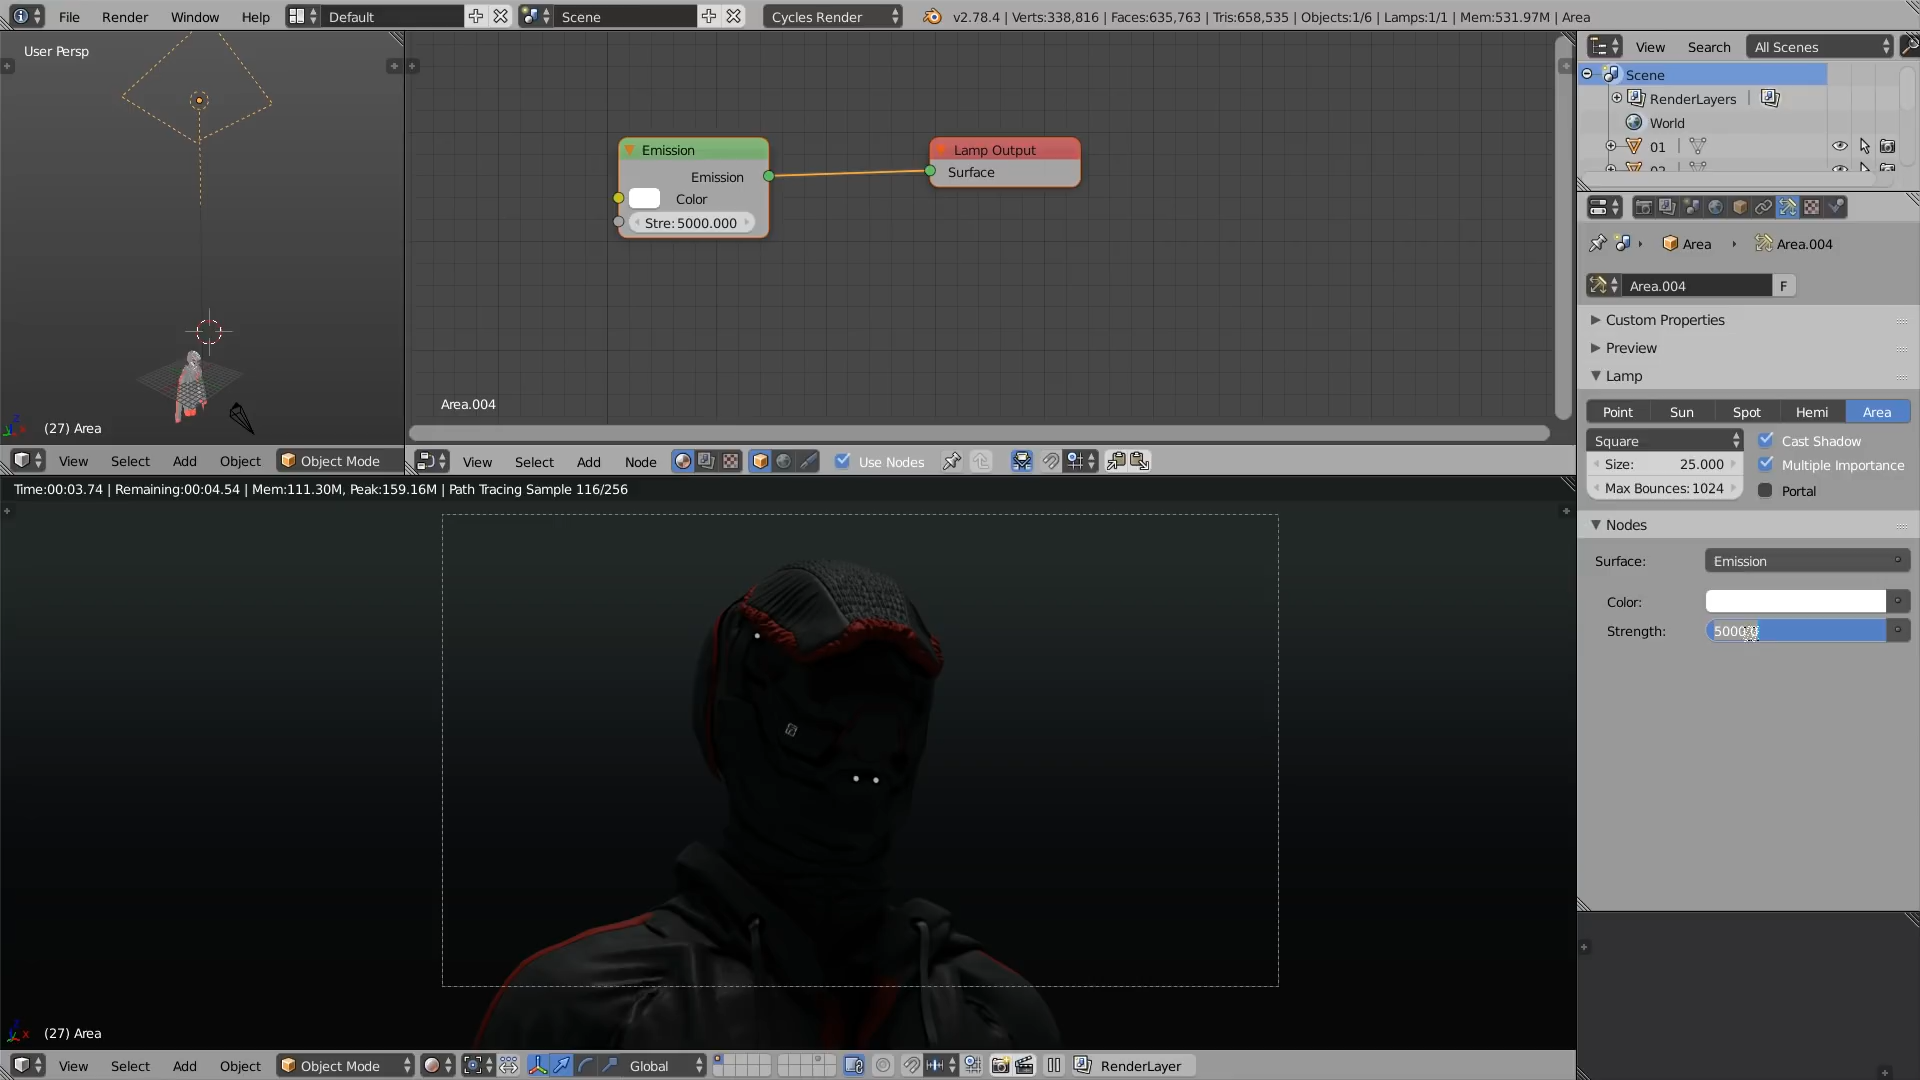 File Render Window Help Default Scene Cycles Render v2.78.4 | Verts:338,816 | Faces:635,763 | Tris:658,535 | Objects:1/6 | Lamps:1/1 | Mem:531.97M | Area
User Persp
(27) Area
View Select Add Object Object Mode
Emission
Emission
Color
Stre: 5000.000
Lamp Output
Surface
Area.004
View Select Add Node Use Nodes
View Search All Scenes
Scene
RenderLayers
World
01
Area Area.004
Area.004 F
Custom Properties
Preview
Lamp
Point Sun Spot Hemi Area
Square Cast Shadow
Size: 25.000 Multiple Importance
Max Bounces: 1024 Portal
Nodes
Surface: Emission
Color:
Strength:
Time:00:03.74 | Remaining:00:04.54 | Mem:111.30M, Peak:159.16M | Path Tracing Sample 116/256
(27) Area
View Select Add Object Object Mode Global RenderLayer